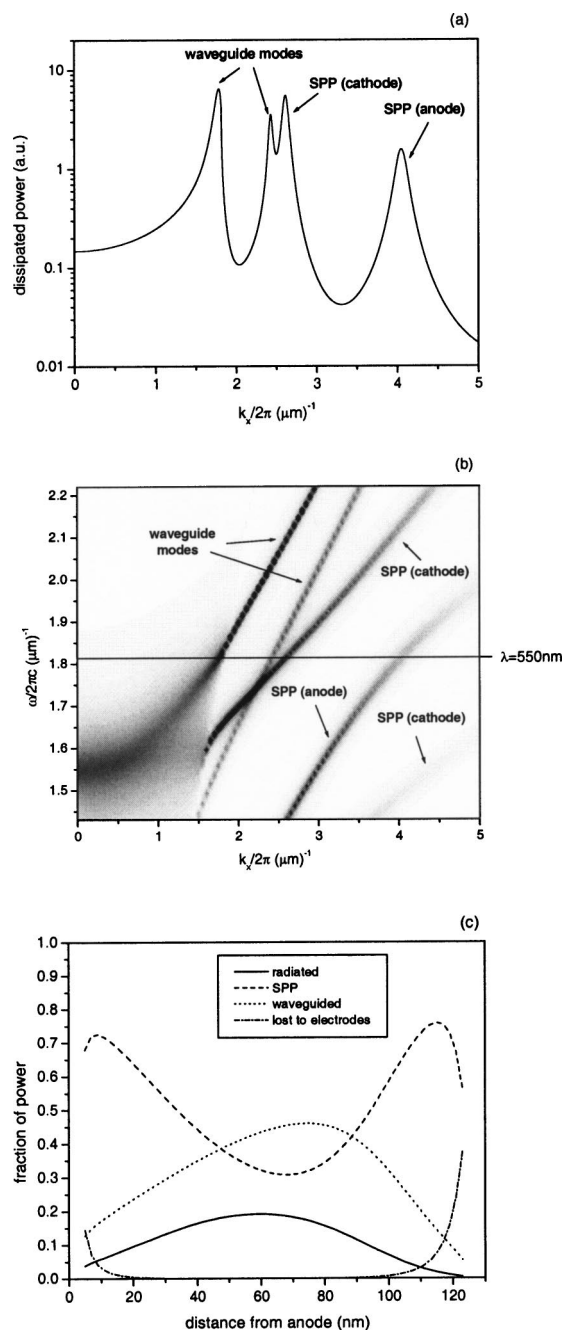 (a)
waveguide modes
SPP (cathode)
SPP (anode)
dissipated power (a.u.)
10
1
0.1
0.01
0 1 2 3 4 5
kx/2π (μm)-1
(b)
2.2
2.1
2.0
1.9
1.8
1.7
1.6
1.5
ω/2πc (μm)-1
waveguide
modes
SPP (cathode)
λ=550nm
SPP (anode)
SPP (cathode)
0 1 2 3 4 5
kx/2π (μm)-1
(c)
1.0
0.9
0.8
0.7
0.6
0.5
0.4
0.3
0.2
0.1
0.0
fraction of power
radiated
SPP
waveguided
lost to electrodes
0 20 40 60 80 100 120
distance from anode (nm)